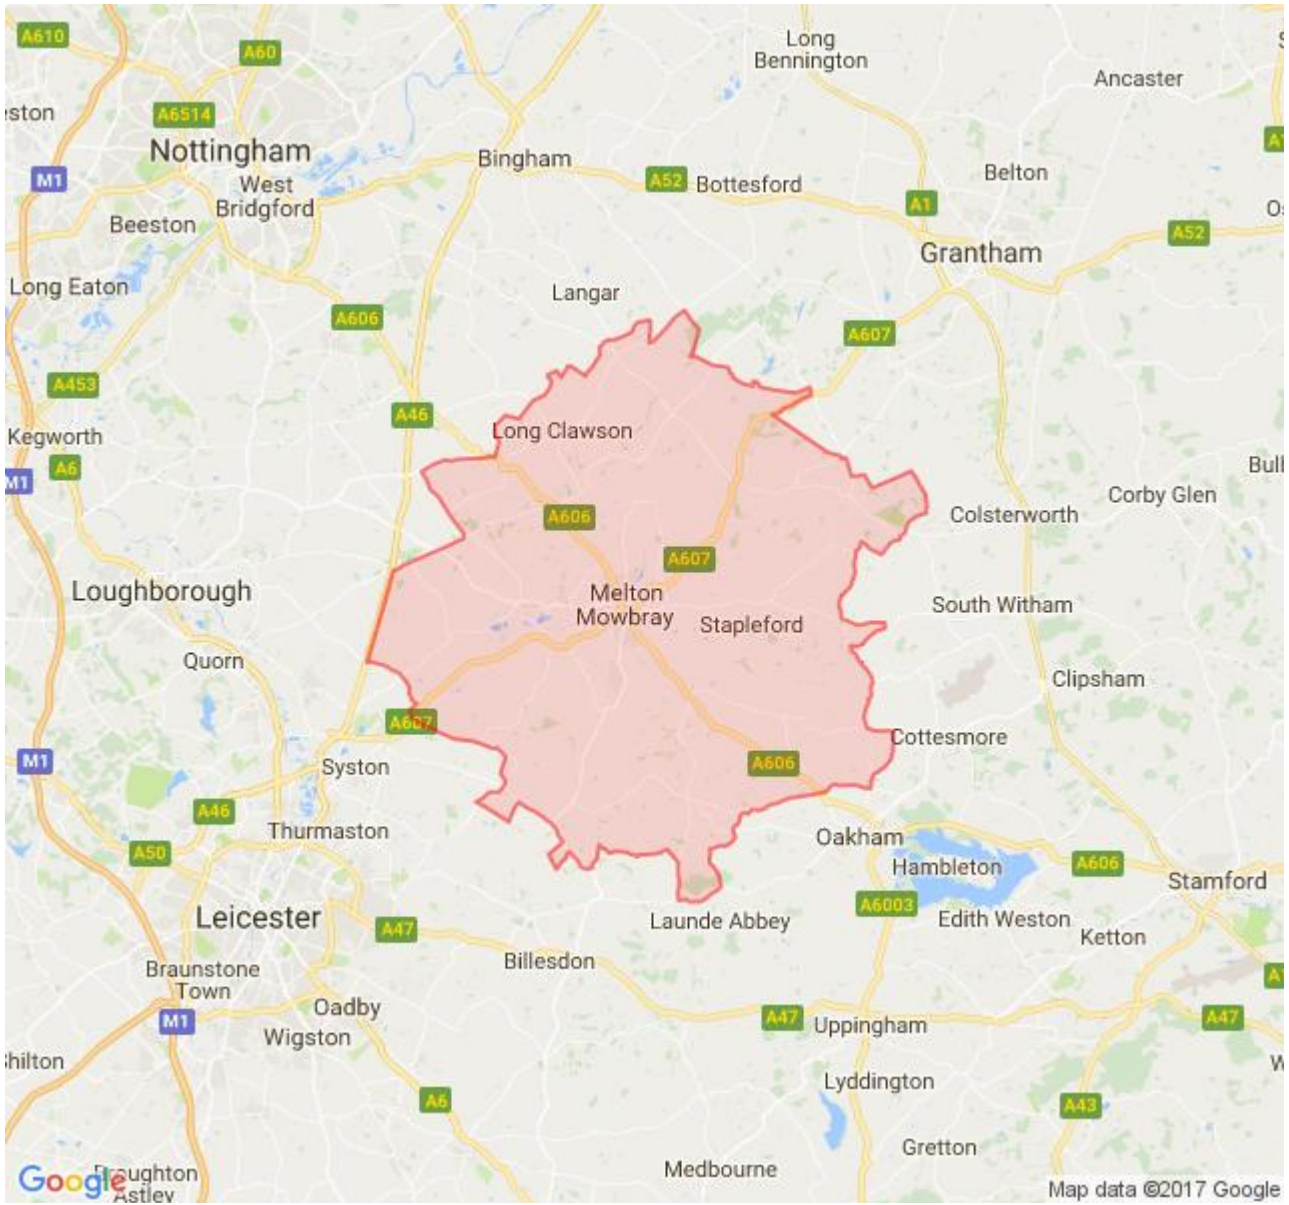 A610
A60
Long
Bennington
Ancaster
A6514
Nottingham
M1
Bingham
A52
Bottesford
Belton
West
Bridgford
A1
Beeston
A52
Grantham
Long Eaton
Langar
A606
A607
A453
A46
Kegworth
Long Clawson
A6
M1
Corby Glen
A606
Colsterworth
A607
Loughborough
Melton
Mowbray
South Witham
Stapleford
Quorn
Clipsham
A607
Cottesmore
M1
Syston
A606
A46
Thurmaston
Oakham
A50
Hambleton
A606
Stamford
Leicester
A6003
Launde Abbey
Edith Weston
A47
Ketton
Billesdon
Braunstone
Town
Oadby
M1
A47
Uppingham
A47
Wigston
Lyddington
A6
A43
Gretton
Medbourne
Google
Astley
Map data ©2017 Google